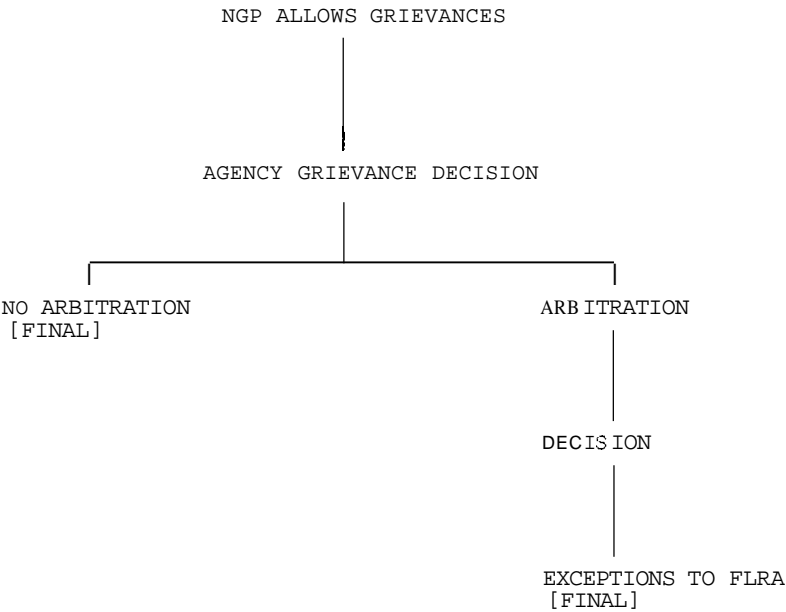 NGP ALLOWS GRIEVANCES
AGENCY GRIEVANCE DECISION
NO ARBITRATION
[FINAL]
ARBITRATION
DECISION
EXCEPTIONS TO FLRA
[FINAL]